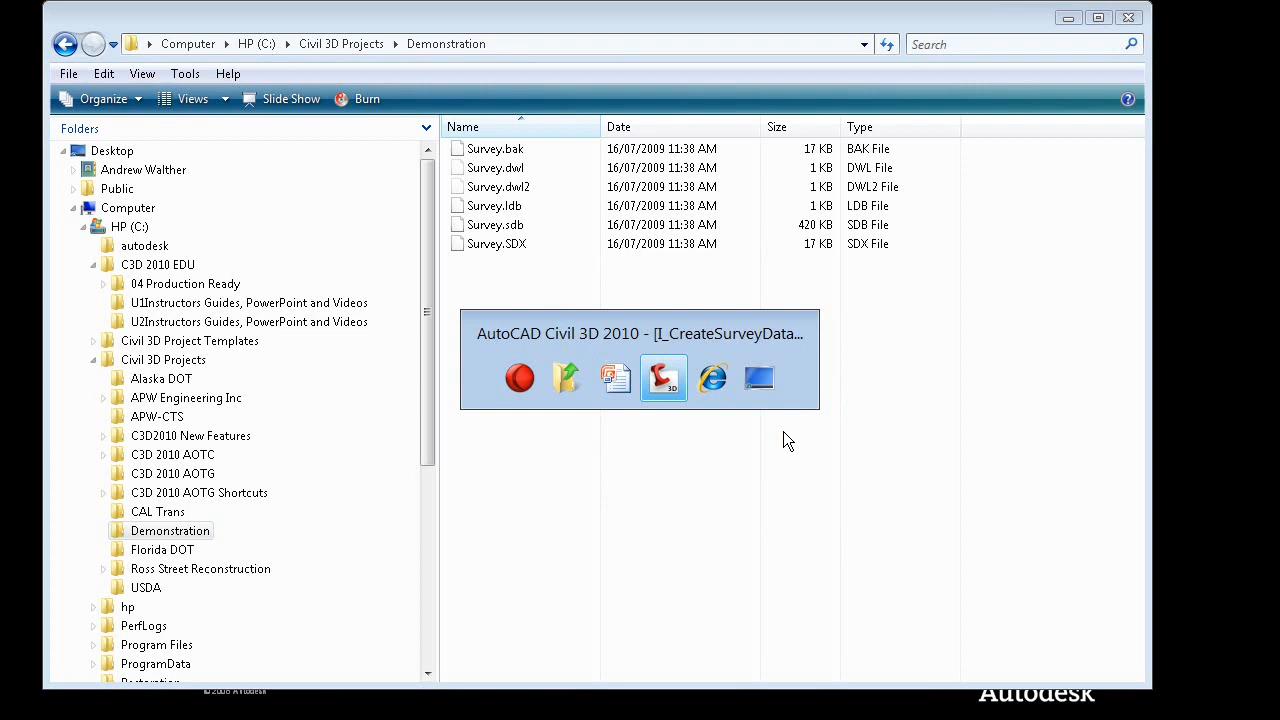 Computer HP (C:) Civil 3D Projects Demonstration
Search
File Edit View Tools Help
Organize Views Slide Show Burn
Folders
Name Date Size Type
Desktop
Andrew Walther
Public
Computer
HP (C:)
autodesk
C3D 2010 EDU
04 Production Ready
U1Instructors Guides, PowerPoint and Videos
U2Instructors Guides, PowerPoint and Videos
Civil 3D Project Templates
Civil 3D Projects
Alaska DOT
APW Engineering Inc
APW-CTS
C3D2010 New Features
C3D 2010 AOTC
C3D 2010 AOTG
C3D 2010 AOTG Shortcuts
CAL Trans
Demonstration
Florida DOT
Ross Street Reconstruction
USDA
hp
PerfLogs
Program Files
ProgramData
Survey.bak 16/07/2009 11:38 AM 17 KB BAK File
Survey.dwl 16/07/2009 11:38 AM 1 KB DWL File
Survey.dwl2 16/07/2009 11:38 AM 1 KB DWL2 File
Survey.ldb 16/07/2009 11:38 AM 1 KB LDB File
Survey.sdb 16/07/2009 11:38 AM 420 KB SDB File
Survey.SDX 16/07/2009 11:38 AM 17 KB SDX File
AutoCAD Civil 3D 2010 - [I_CreateSurveyData...
3D
Autodesk